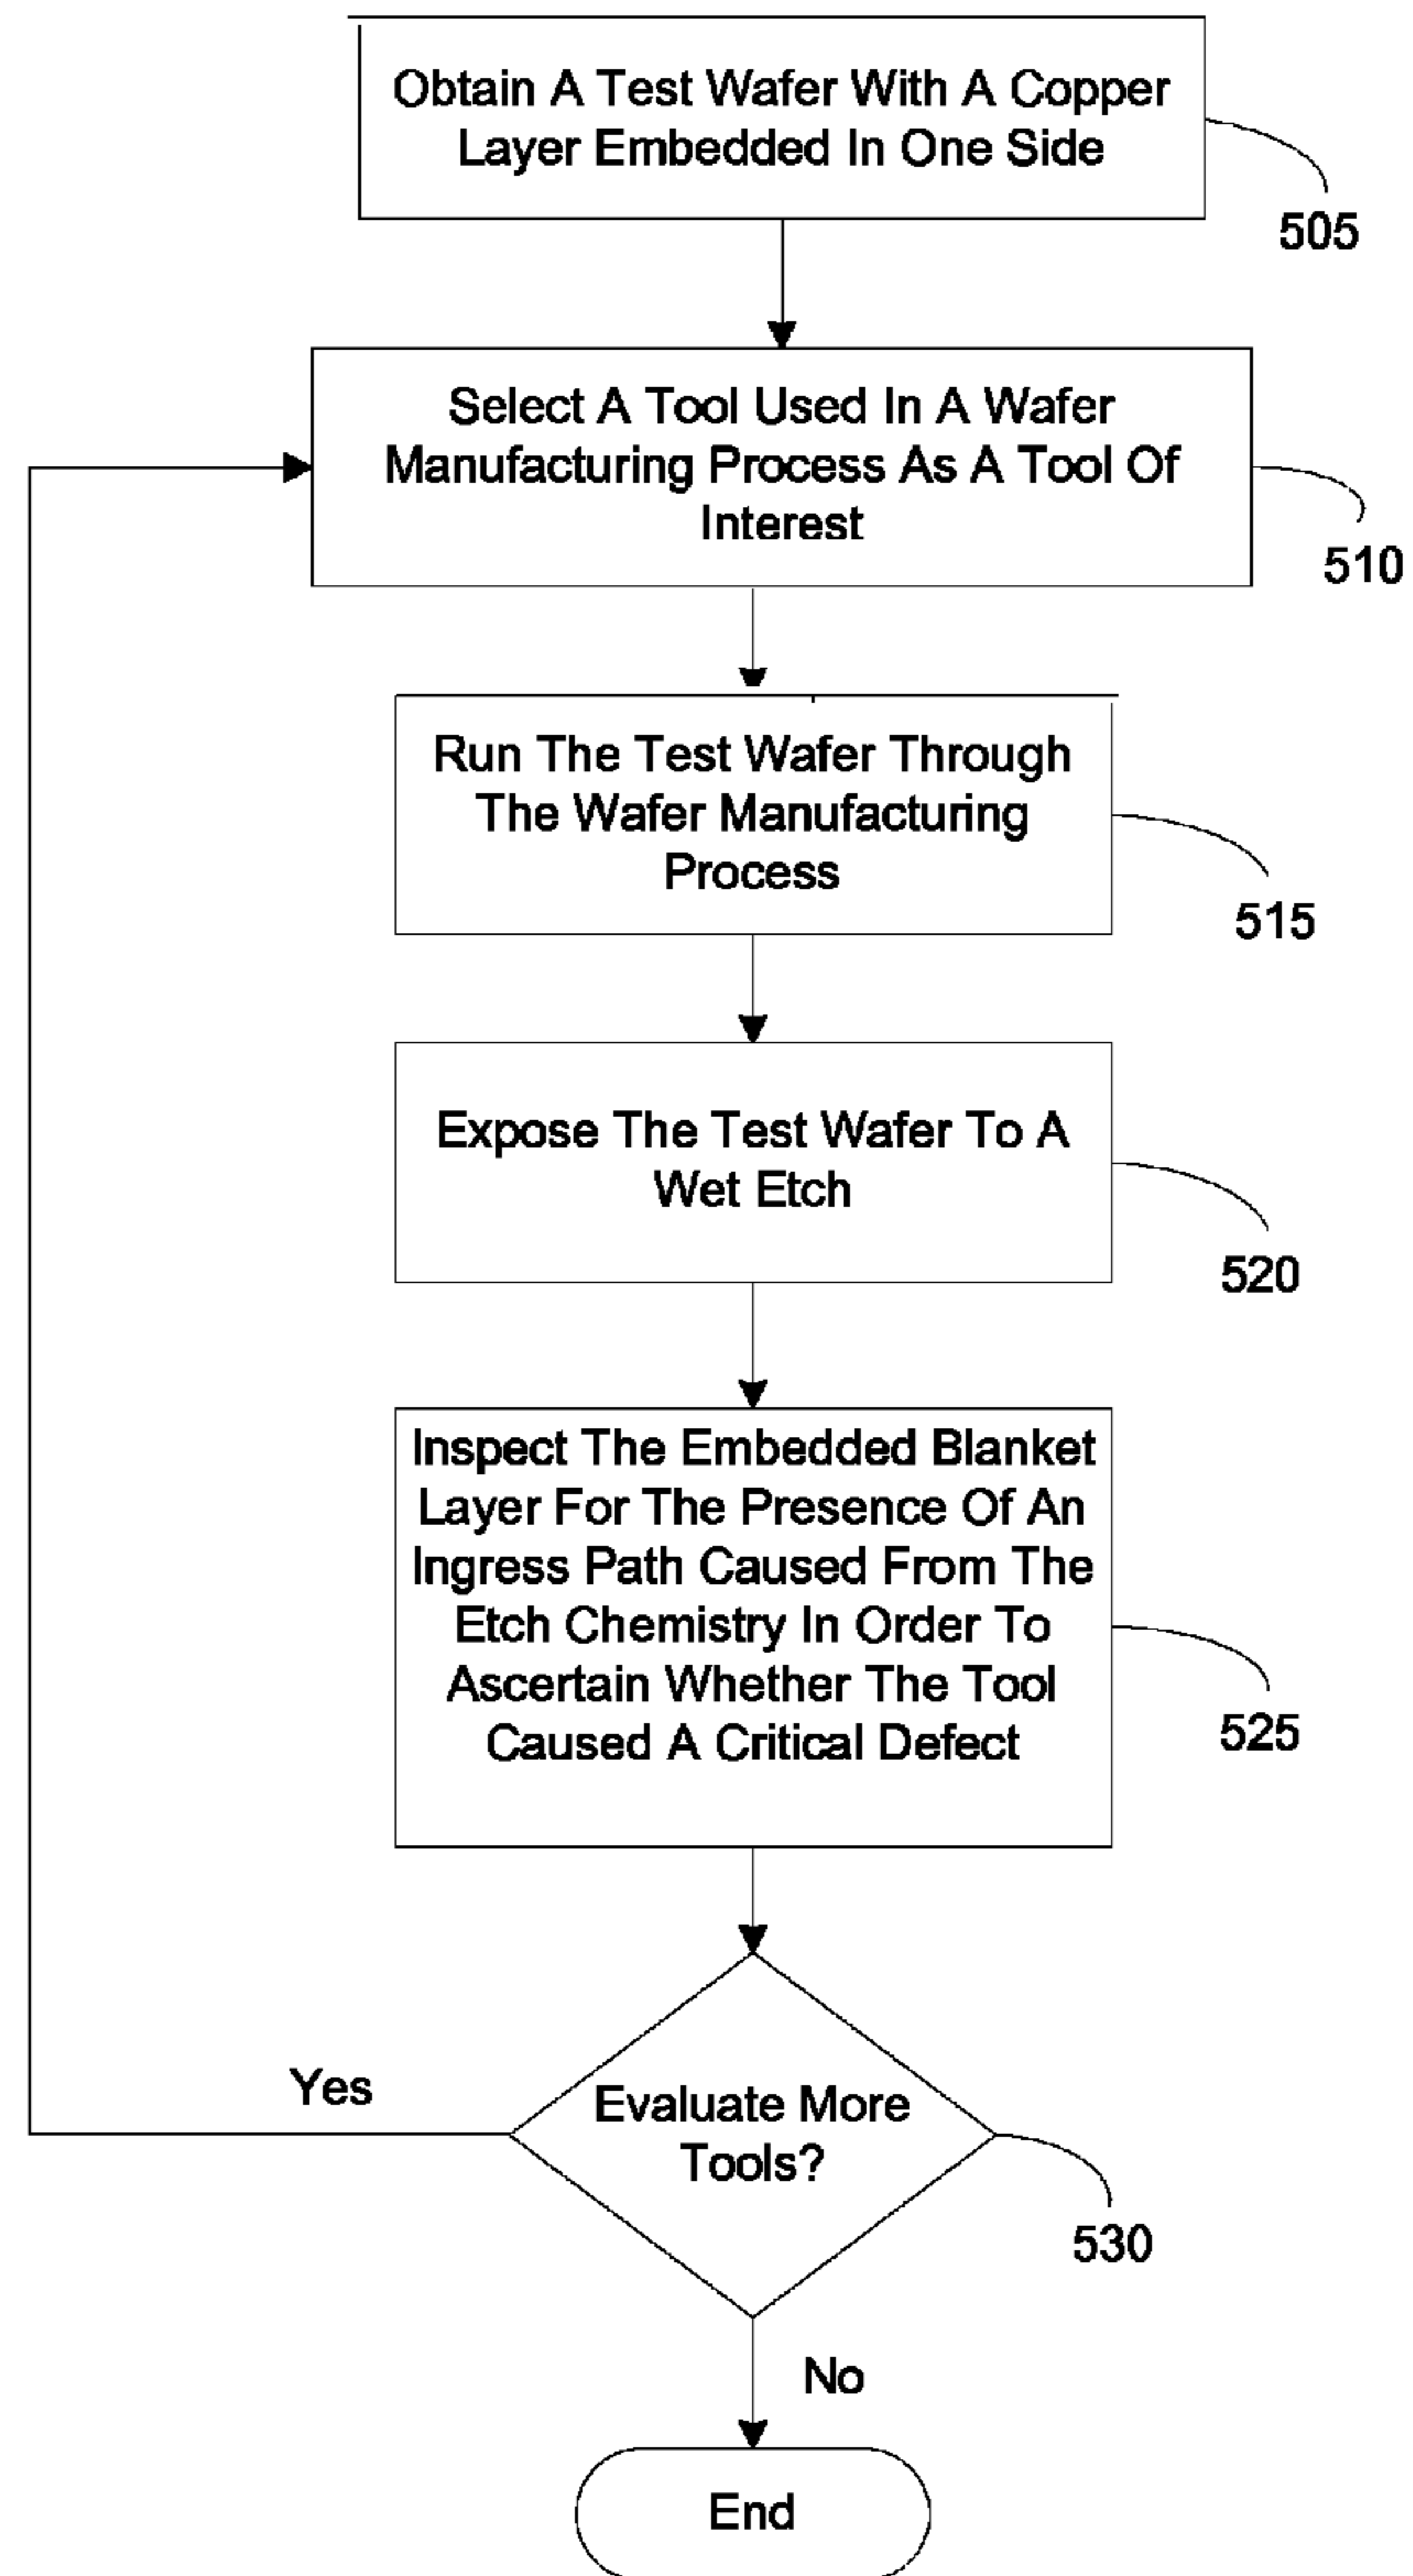 Obtain A Test Wafer With A Copper
Layer Embedded In One Side
505
Select A Tool Used In A Wafer
Manufacturing Process As A Tool Of
Interest
510
Run The Test Wafer Through
The Wafer Manufacturing
Process
515
Expose The Test Wafer To A
Wet Etch
520
Inspect The Embedded Blanket
Layer For The Presence Of An
Ingress Path Caused From The
Etch Chemistry In Order To
Ascertain Whether The Tool
Caused A Critical Defect
525
Yes
Evaluate More
Tools?
530
No
End